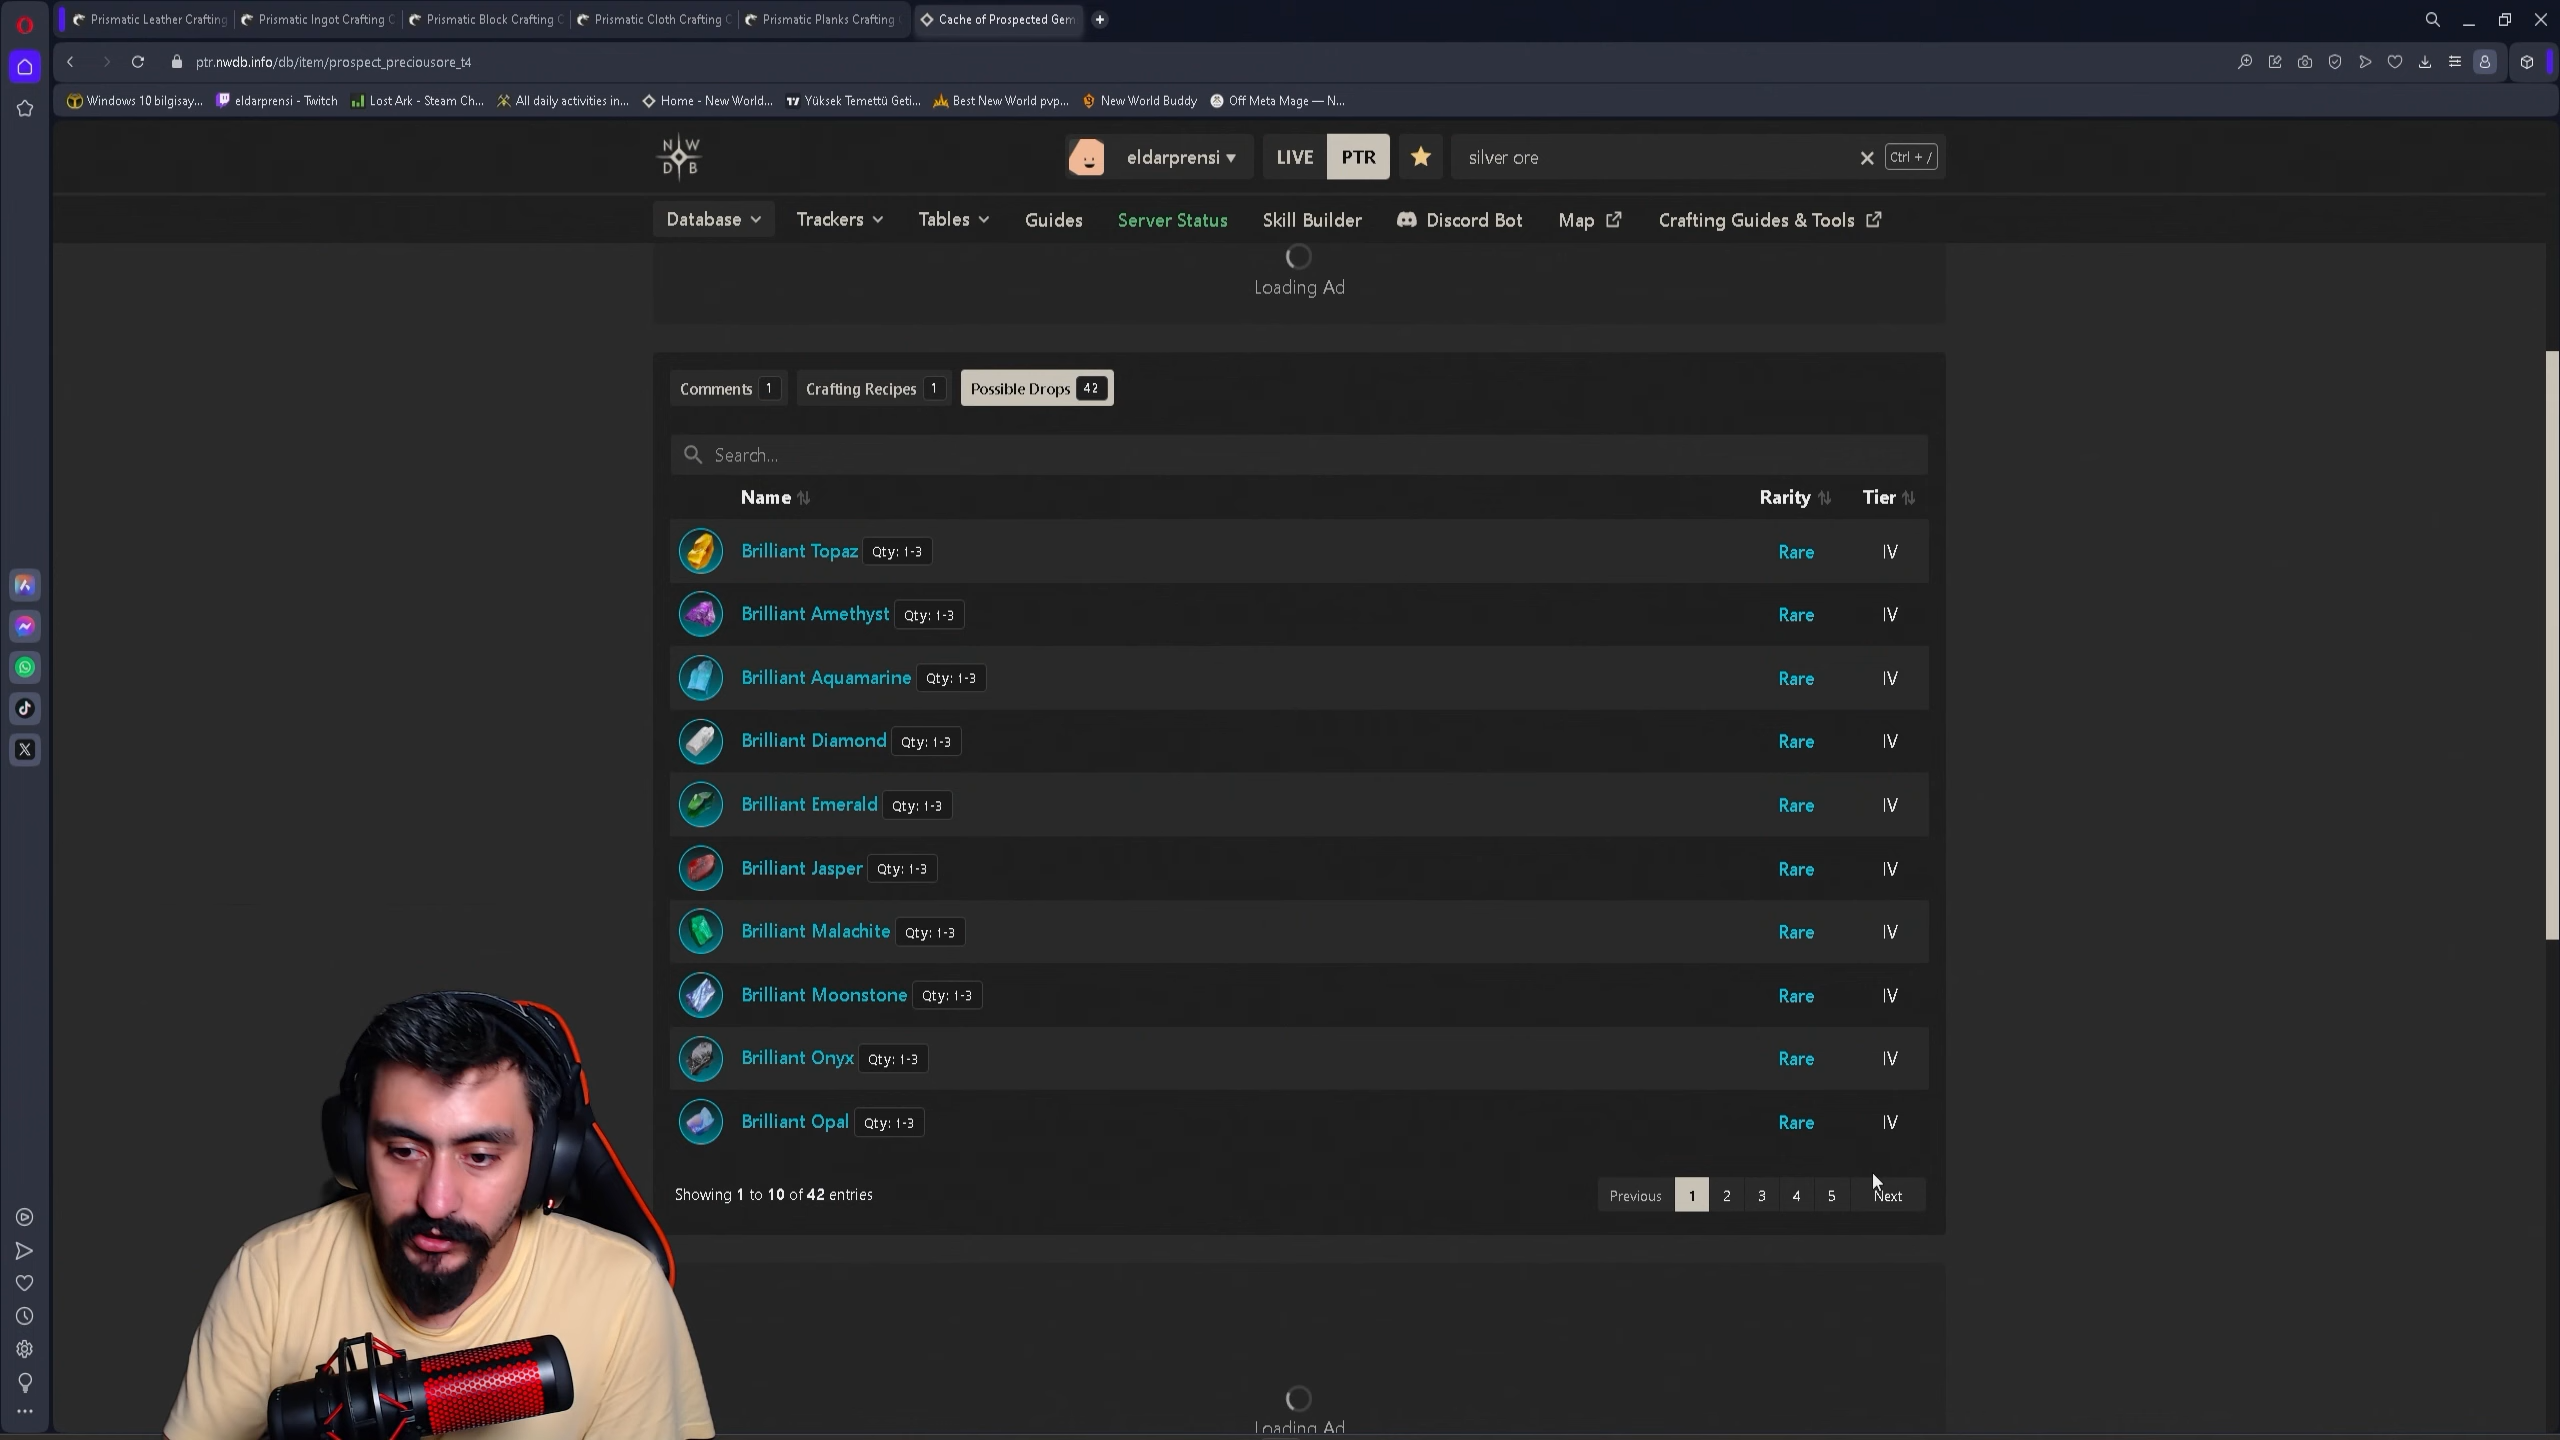 Prismatic Leather Crafting
Prismatic Ingot Crafting C
Prismatic Block Crafting C
Prismatic Cloth Crafting C
Prismatic Planks Crafting
Cache of Prospected Gem
ptr.nwdb.info/db/item/prospect_preciousore_t4
Windows 10 bilgisay...
eldarprensi - Twitch
Lost Ark - Steam Ch...
All daily activities in...
Home - New World...
Yüksek Temettü Geti...
Best New World pvp...
New World Buddy
Off Meta Mage — N...
N W
D B
eldarprensi
LIVE
PTR
silver ore
Ctrl + /
Database
Trackers
Tables
Guides
Server Status
Skill Builder
Discord Bot
Map
Crafting Guides & Tools
Loading Ad
Comments 1
Crafting Recipes 1
Possible Drops 42
Search...
Name Rarity Tier
Brilliant Topaz Qty: 1-3 Rare IV
Brilliant Amethyst Qty: 1-3 Rare IV
Brilliant Aquamarine Qty: 1-3 Rare IV
Brilliant Diamond Qty: 1-3 Rare IV
Brilliant Emerald Qty: 1-3 Rare IV
Brilliant Jasper Qty: 1-3 Rare IV
Brilliant Malachite Qty: 1-3 Rare IV
Brilliant Moonstone Qty: 1-3 Rare IV
Brilliant Onyx Qty: 1-3 Rare IV
Brilliant Opal Qty: 1-3 Rare IV
Showing 1 to 10 of 42 entries
Previous 1 2 3 4 5 Next
Loading Ad